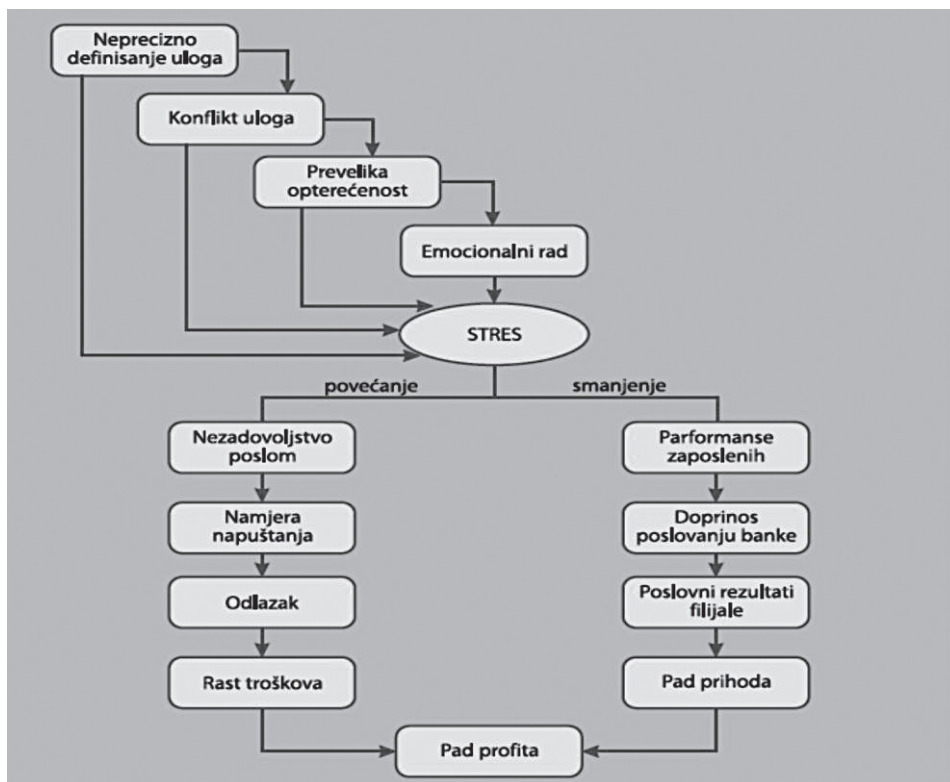 Neprecizno
definisanje uloga
Konflikt uloga
Prevelika
opterećenost
Emocionalni rad
STRES
povećanje
smanjenje
Nezadovoljstvo
poslom
Parformanse
zaposlenih
Namjera
napuštanja
Doprinos
poslovanju banke
Odlazak
Poslovni rezultati
filijale
Rast troškova
Pad prihoda
Pad profita